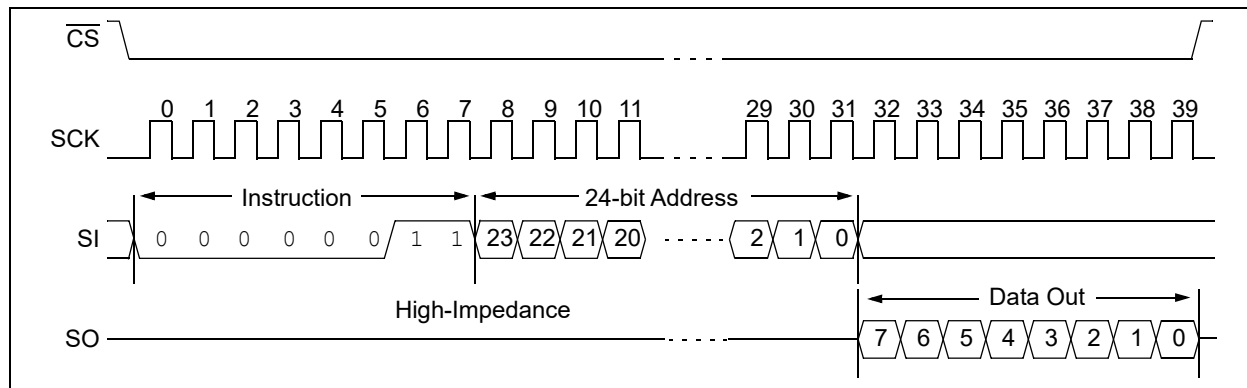 CS
0 1 2 3 4 5 6 7 8 9 10 11 29 30 31 32 33 34 35 36 37 38 39
SCK
Instruction 24-bit Address
SI 0 0 0 0 0 0 1 1 23 22 21 20 2 1 0
High-Impedance Data Out
SO 7 6 5 4 3 2 1 0